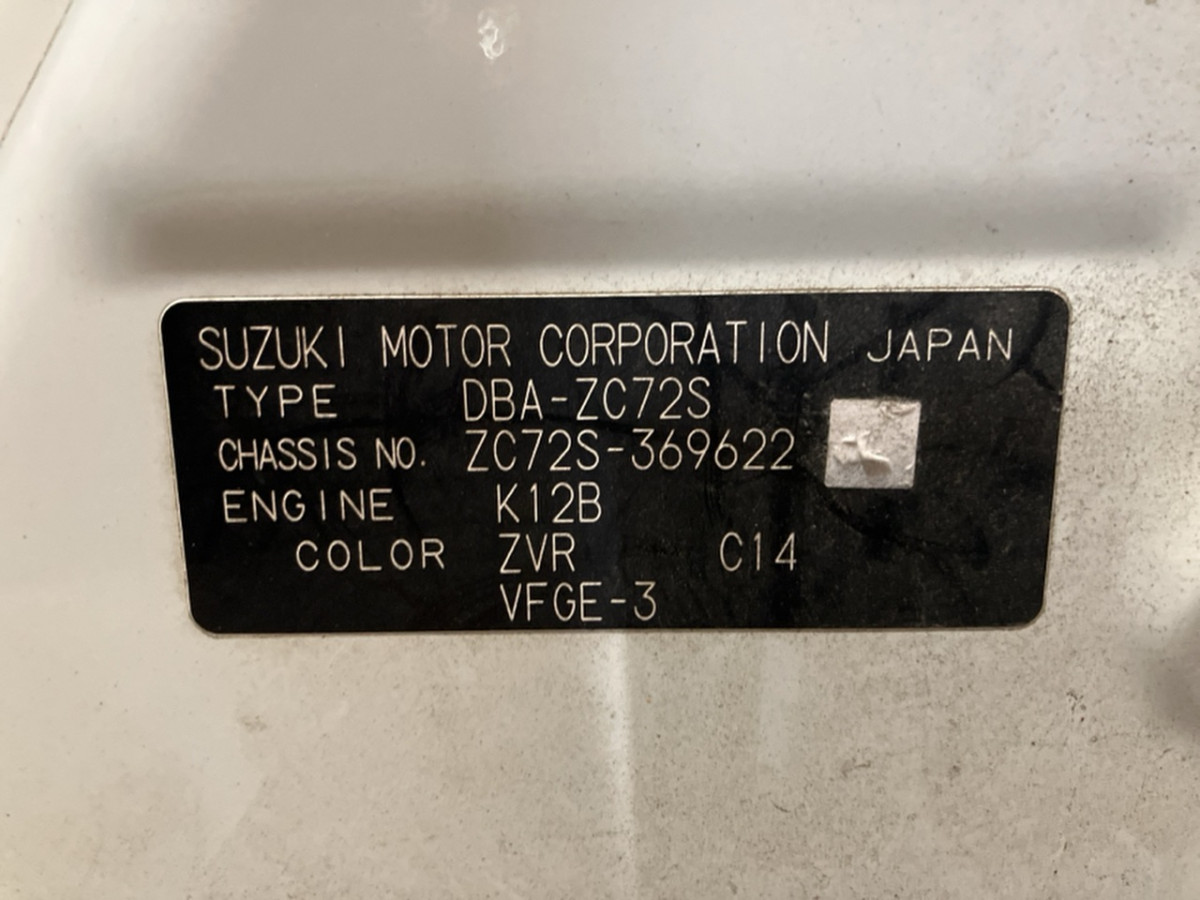 SUZUKI MOTOR CORPORATION JAPAN
TYPE DBA-ZC72S
CHASSIS NO. ZC72S-369622
ENGINE K12B
COLOR ZVR C14
VFGE-3